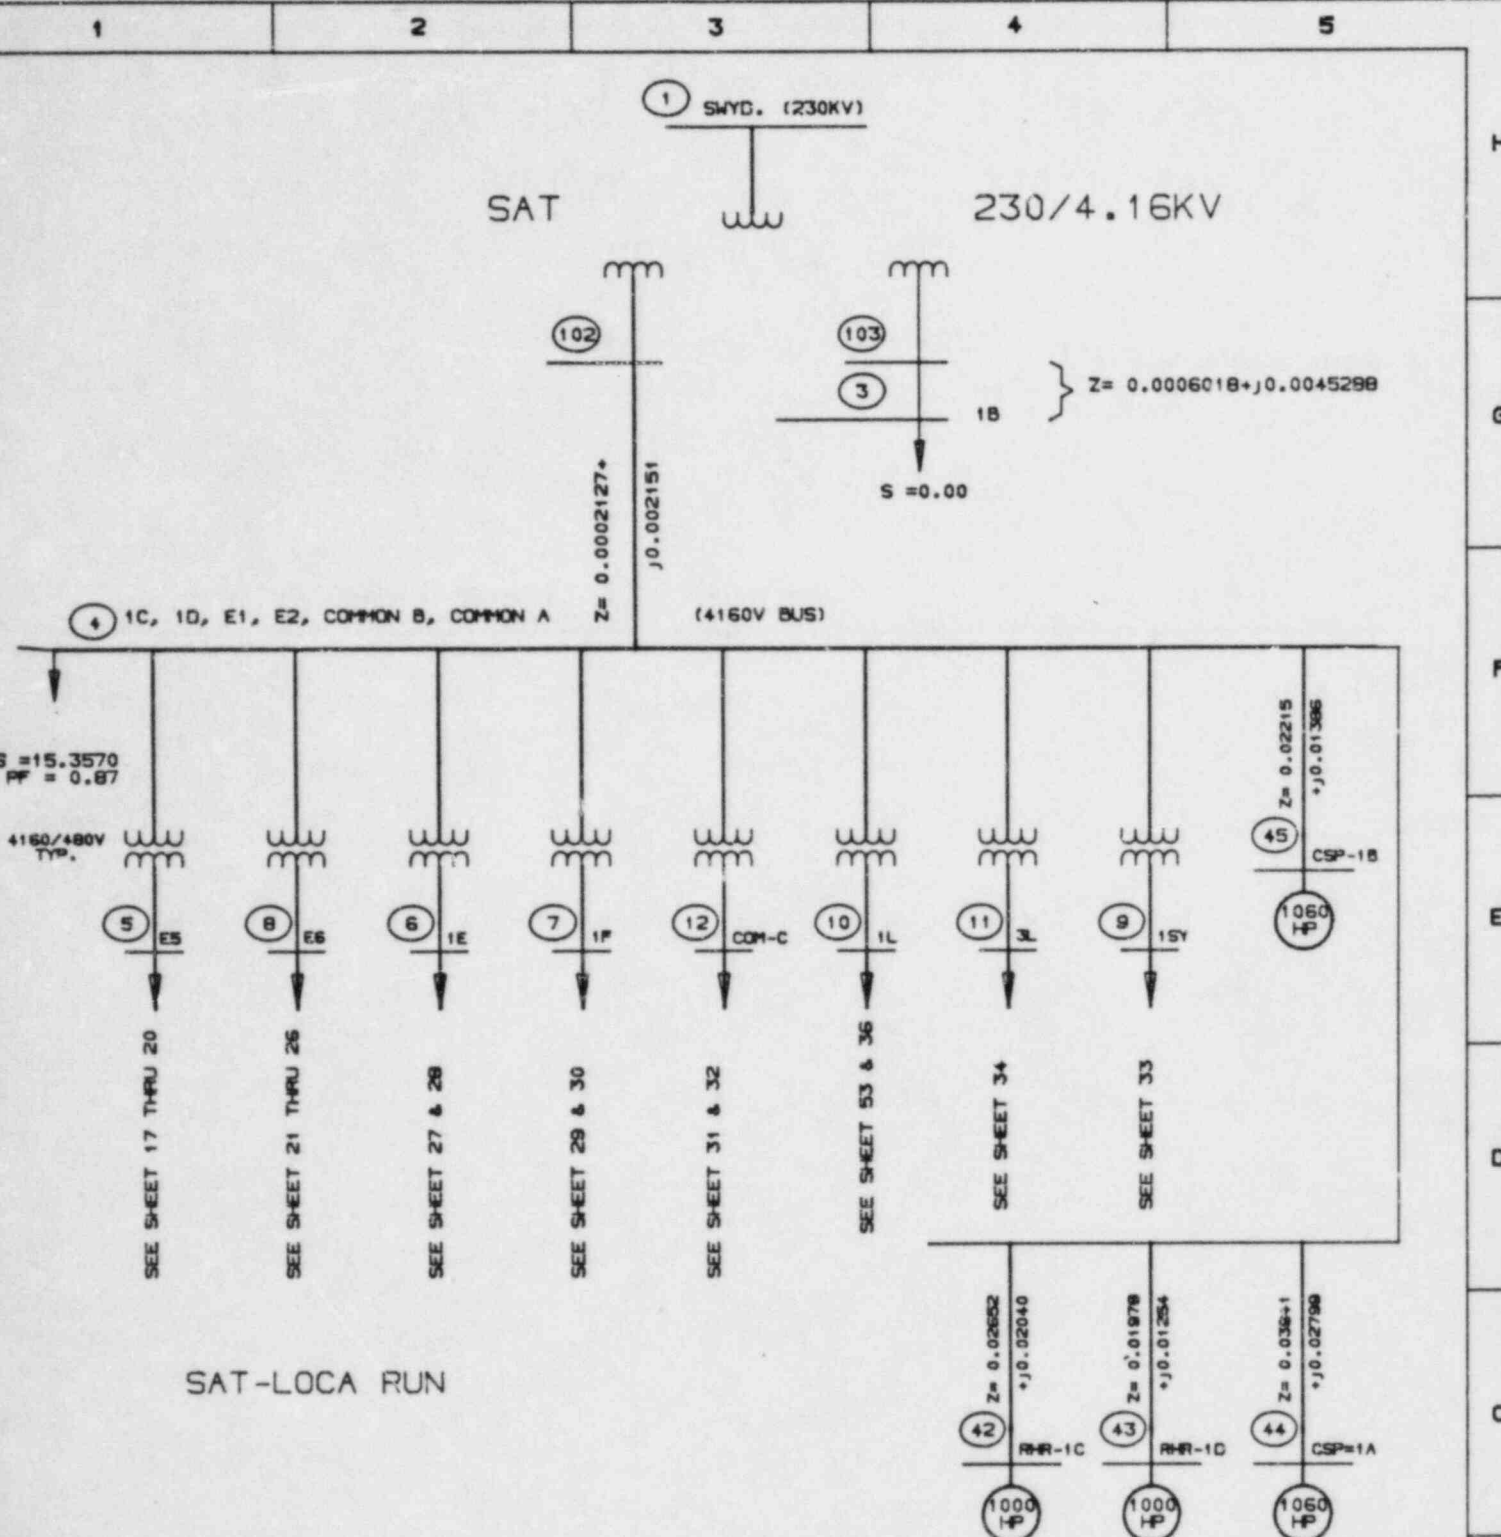 1 2 3 4 5
1 SWYD. (230KV)
H
SAT
230/4.16KV
102
103
3
1B
Z= 0.0006018+j0.0045298
G
S =0.00
Z= 0.0002127+
j0.002151
4 1C, 1D, E1, E2, COMMON B, COMMON A
(4160V BUS)
F
S =15.3570
PF = 0.87
4160/480V
TYP.
Z= 0.02215
+j0.01386
45
CSP-1B
1060
HP
E
5 E5
8 E6
6 1E
7 1F
12 COM-C
10 1L
11 3L
9 1SY
SEE SHEET 17 THRU 20
SEE SHEET 21 THRU 26
SEE SHEET 27 & 28
SEE SHEET 29 & 30
SEE SHEET 31 & 32
SEE SHEET 53 & 36
SEE SHEET 34
SEE SHEET 33
D
SAT-LOCA RUN
Z= 0.02652
+j0.02040
Z= 0.01978
+j0.01254
+j0.02799
C
42 RHR-1C
43 RHR-1D
44 CSP=1A
1000
HP
1000
HP
1060
HP